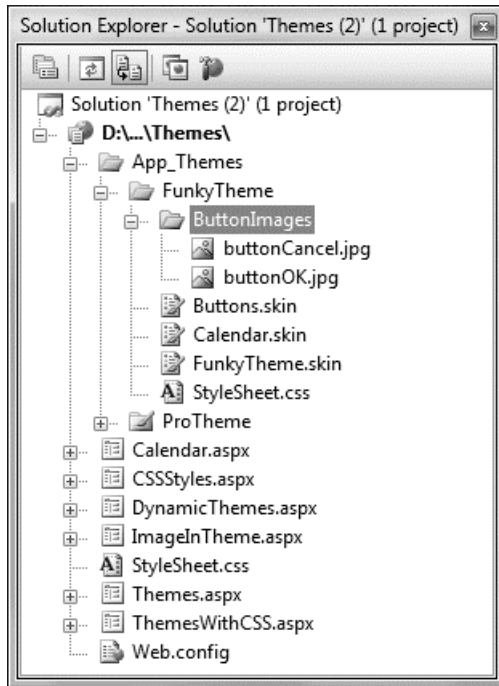 Solution Explorer - Solution 'Themes (2)' (1 project)
Solution 'Themes (2)' (1 project)
D:\...\Themes\
App_Themes
FunkyTheme
ButtonImages
buttonCancel.jpg
buttonOK.jpg
Buttons.skin
Calendar.skin
FunkyTheme.skin
StyleSheet.css
ProTheme
Calendar.aspx
CSSStyles.aspx
DynamicThemes.aspx
ImageInTheme.aspx
StyleSheet.css
Themes.aspx
ThemesWithCSS.aspx
Web.config